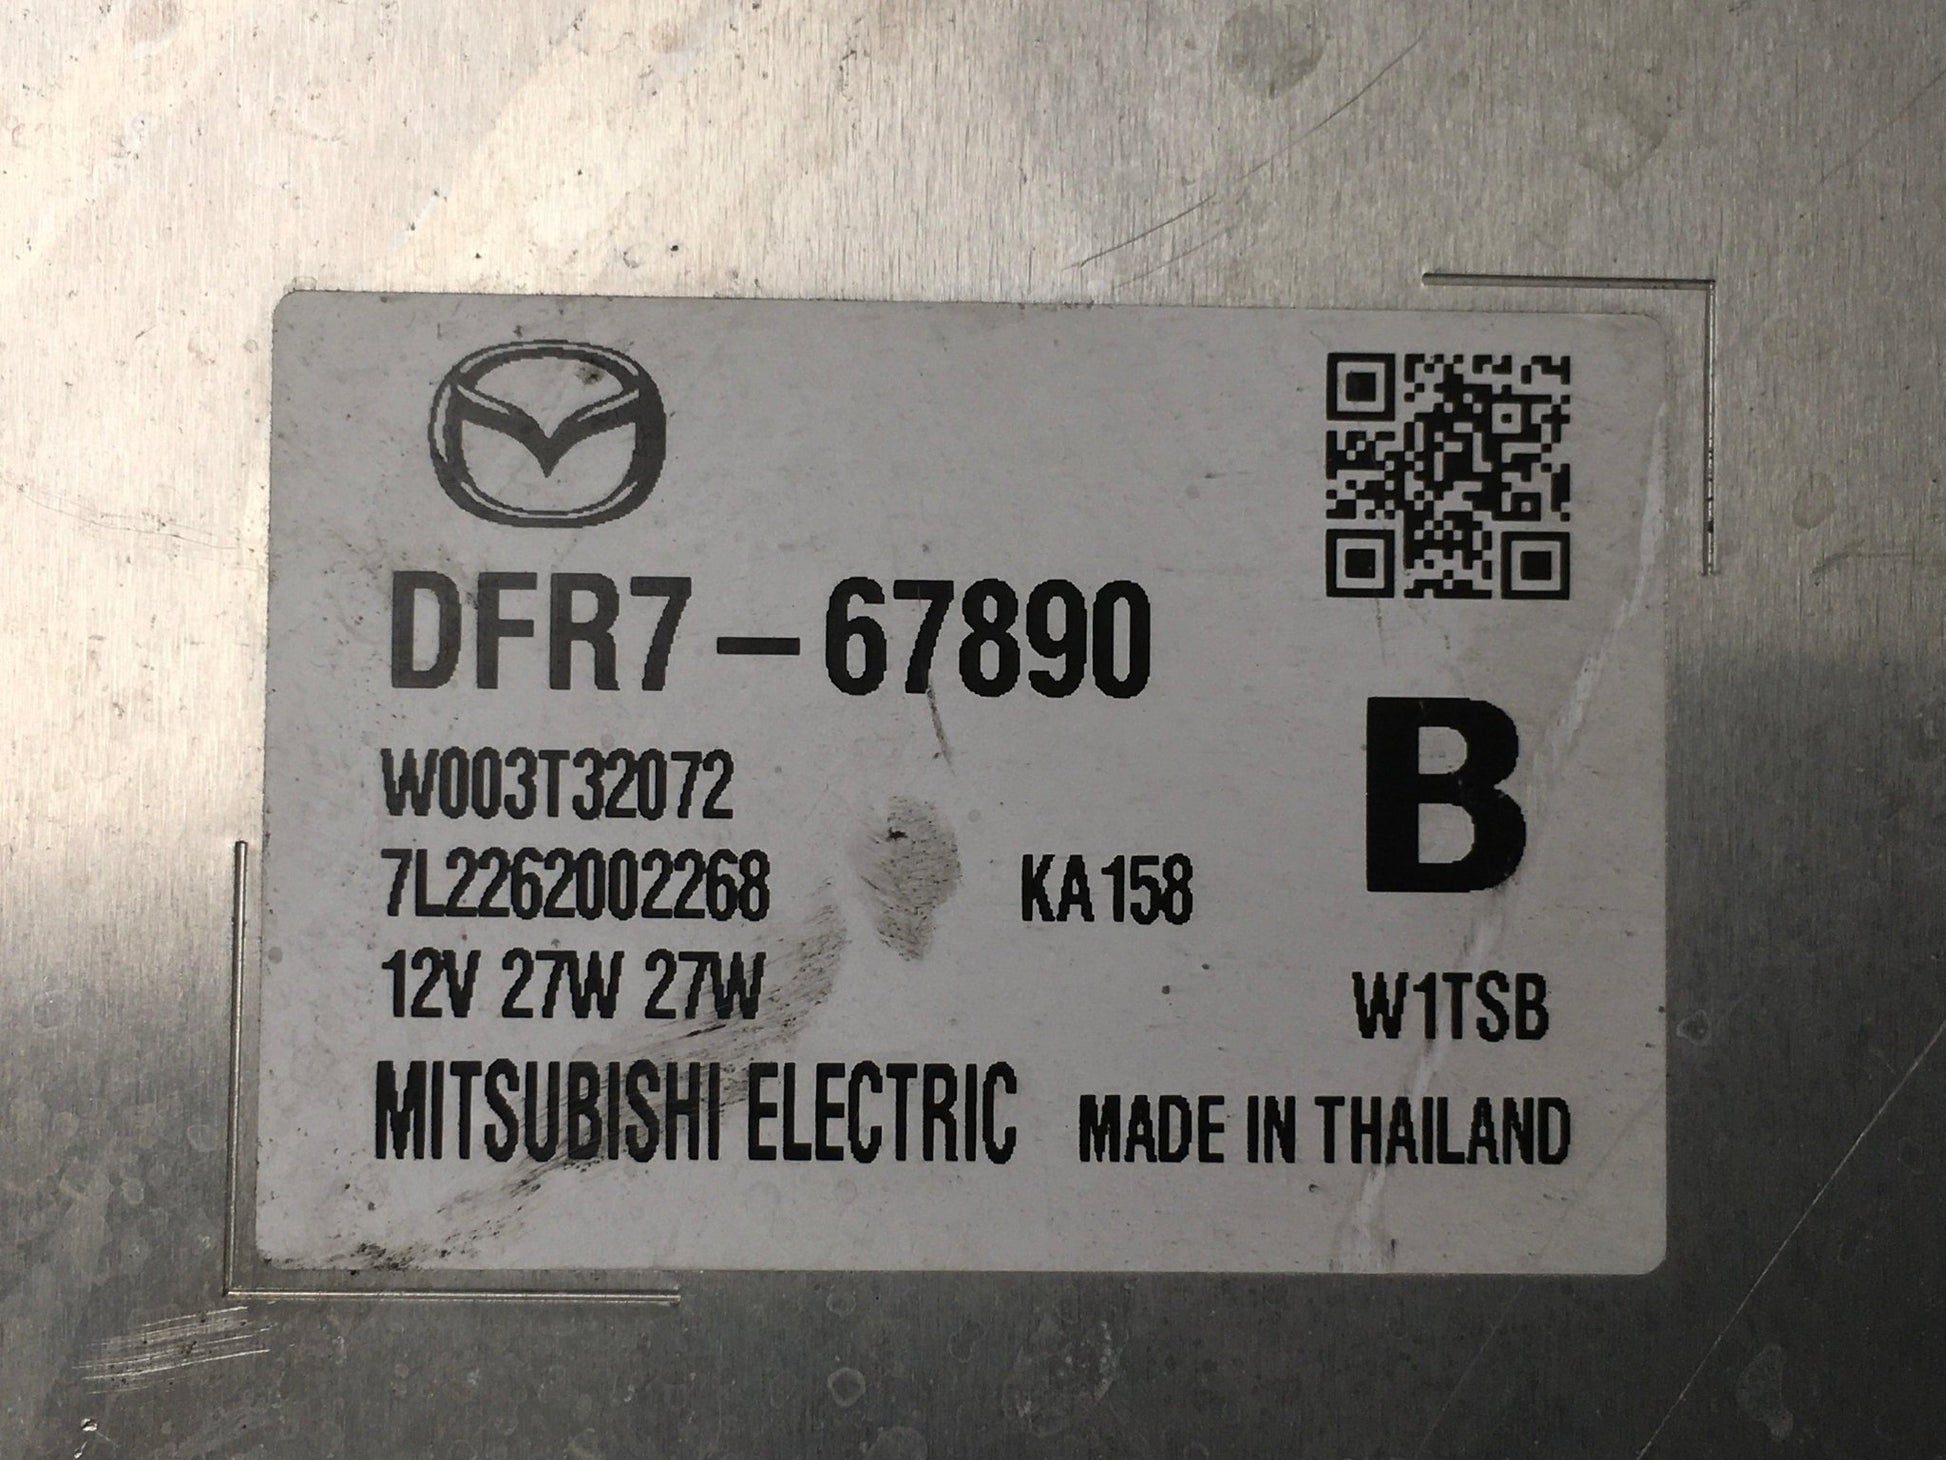 DFR7-67890
B
W003T32072
7L2262002268 KA158
12V 27W 27W W1TSB
MITSUBISHI ELECTRIC MADE IN THAILAND